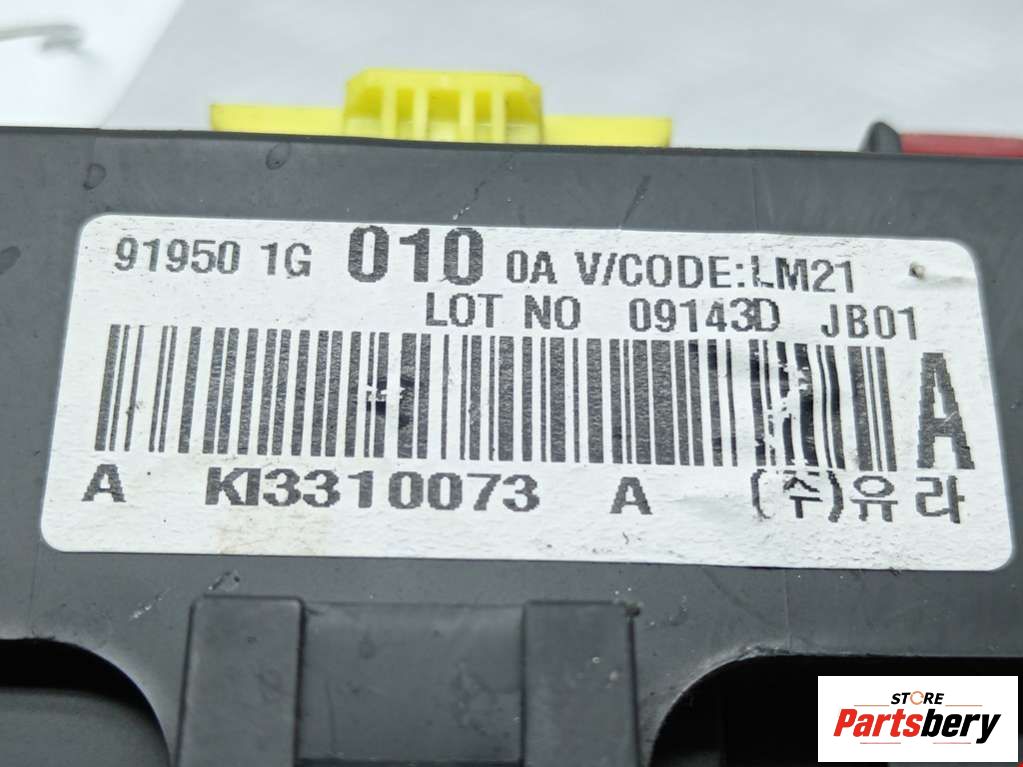 91950 1G 010 0A V/CODE:LM21
LOT NO 09143D JB01
A
A KI3310073 A (주)유라
STORE
Partsbery